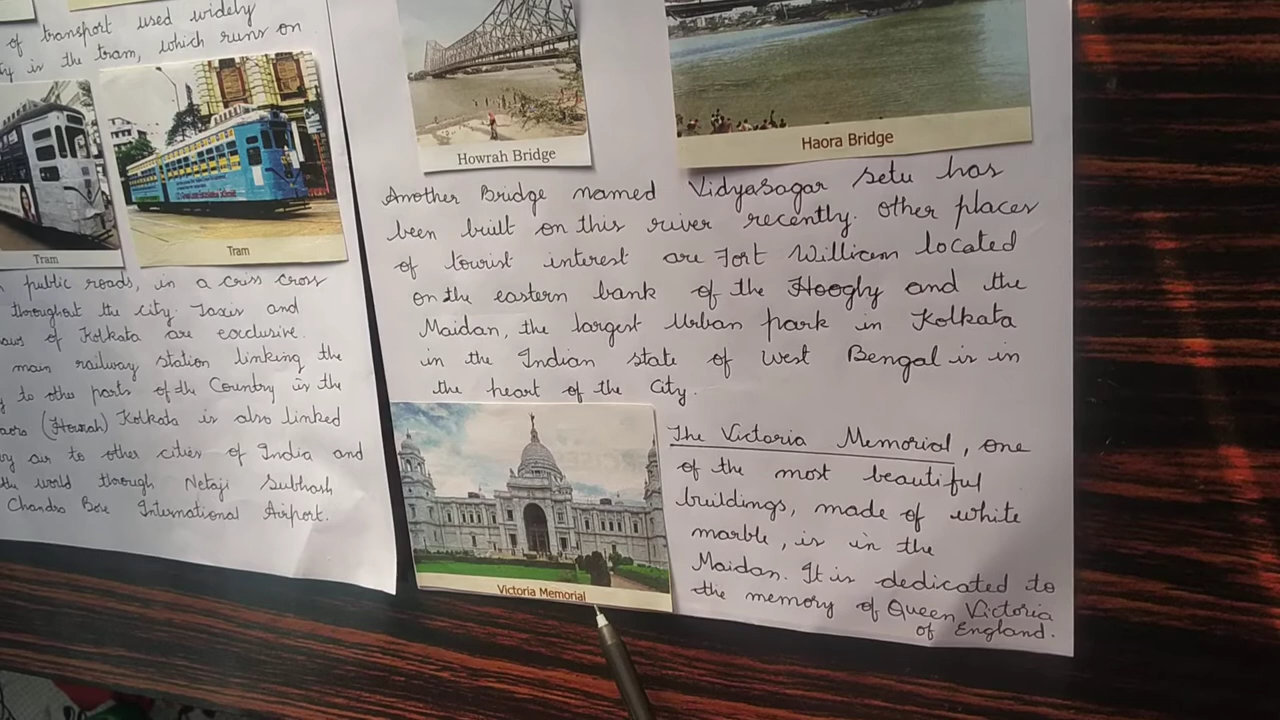 of transport used widely
is the tram, which runs on
Tram
Tram
public roads, in a criss cross
throughout the city. Taxis and
of Kolkata are exclusive.
main railway station linking the
to other parts of the Country is the
(Howrah) Kolkata is also linked
by air to other cities of India and
the world through Netaji Subhash
Chandra Bose International Airport.
Howrah Bridge
Haora Bridge
Another Bridge named VidyaSagar Setu has
been built on this river recently. Other places
of tourist interest are Fort William located
on the eastern bank of the Hoogly and the
Maidan, the largest Urban park in Kolkata
in the Indian state of West Bengal is in
the heart of the City.
Victoria Memorial
The Victoria Memorial, one
of the most beautiful
buildings, made of white
marble, is in the
Maidan. It is dedicated to
the memory of Queen Victoria
of England.